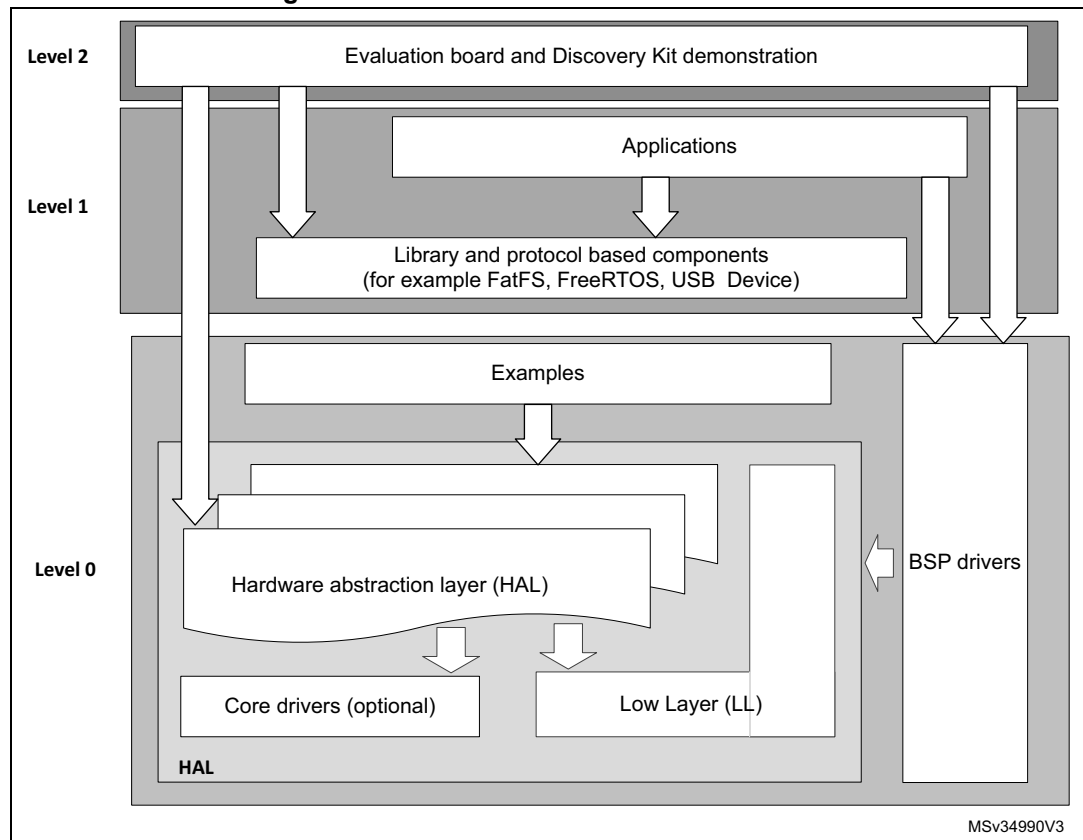 Level 2
Evaluation board and Discovery Kit demonstration
Applications
Level 1
Library and protocol based components
(for example FatFS, FreeRTOS, USB Device)
Examples
Level 0
Hardware abstraction layer (HAL)
BSP drivers
Core drivers (optional)
Low Layer (LL)
HAL
MSv34990V3